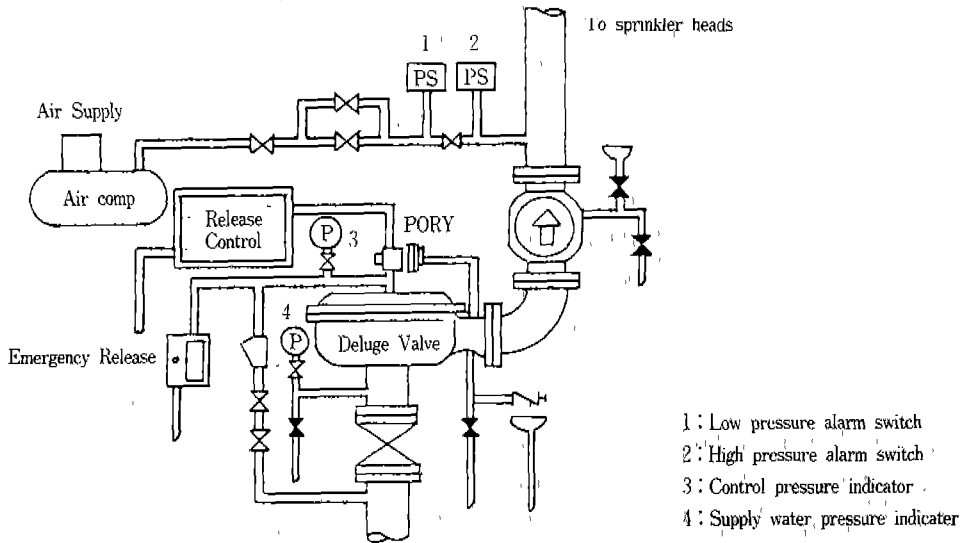 To sprinkler heads
1 2
PS PS
Air Supply
Air comp
Release
Control
P 3
PORY
4
P
Deluge Valve
Emergency Release
1 : Low pressure alarm switch
2 : High pressure alarm switch
3 : Control pressure indicator
4 : Supply water pressure indicater